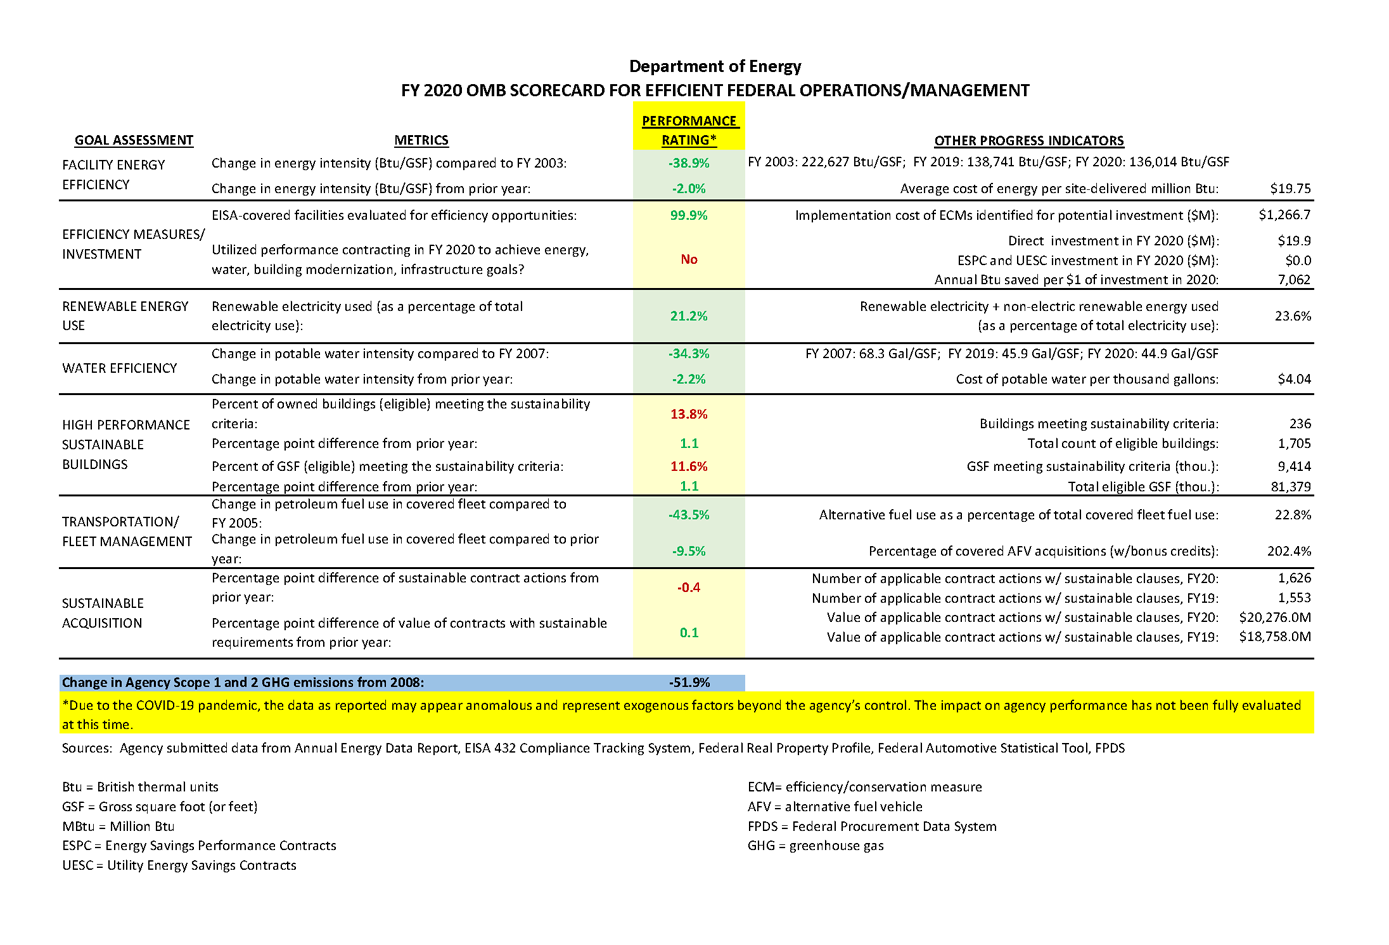 Department of Energy
FY 2020 OMB SCORECARD FOR EFFICIENT FEDERAL OPERATIONS/MANAGEMENT
GOAL ASSESSMENT METRICS PERFORMANCE RATING* OTHER PROGRESS INDICATORS
FACILITY ENERGY EFFICIENCY
Change in energy intensity (Btu/GSF) compared to FY 2003: -38.9% FY 2003: 222,627 Btu/GSF; FY 2019: 138,741 Btu/GSF; FY 2020: 136,014 Btu/GSF
Change in energy intensity (Btu/GSF) from prior year: -2.0% Average cost of energy per site-delivered million Btu: $19.75
EFFICIENCY MEASURES/ INVESTMENT
EISA-covered facilities evaluated for efficiency opportunities: 99.9% Implementation cost of ECMs identified for potential investment ($M): $1,266.7
Utilized performance contracting in FY 2020 to achieve energy,
water, building modernization, infrastructure goals? No
Direct investment in FY 2020 ($M): $19.9
ESPC and UESC investment in FY 2020 ($M): $0.0
Annual Btu saved per $1 of investment in 2020: 7,062
RENEWABLE ENERGY USE
Renewable electricity used (as a percentage of total
electricity use): 21.2%
Renewable electricity + non-electric renewable energy used
(as a percentage of total electricity use): 23.6%
WATER EFFICIENCY
Change in potable water intensity compared to FY 2007: -34.3% FY 2007: 68.3 Gal/GSF; FY 2019: 45.9 Gal/GSF; FY 2020: 44.9 Gal/GSF
Change in potable water intensity from prior year: -2.2% Cost of potable water per thousand gallons: $4.04
HIGH PERFORMANCE SUSTAINABLE BUILDINGS
Percent of owned buildings (eligible) meeting the sustainability
criteria: 13.8% Buildings meeting sustainability criteria: 236
Percentage point difference from prior year: 1.1 Total count of eligible buildings: 1,705
Percent of GSF (eligible) meeting the sustainability criteria: 11.6% GSF meeting sustainability criteria (thou.): 9,414
Percentage point difference from prior year: 1.1 Total eligible GSF (thou.): 81,379
TRANSPORTATION/ FLEET MANAGEMENT
Change in petroleum fuel use in covered fleet compared to
FY 2005: -43.5% Alternative fuel use as a percentage of total covered fleet fuel use: 22.8%
Change in petroleum fuel use in covered fleet compared to prior
year: -9.5% Percentage of covered AFV acquisitions (w/bonus credits): 202.4%
SUSTAINABLE ACQUISITION
Percentage point difference of sustainable contract actions from
prior year: -0.4
Number of applicable contract actions w/ sustainable clauses, FY20: 1,626
Number of applicable contract actions w/ sustainable clauses, FY19: 1,553
Percentage point difference of value of contracts with sustainable
requirements from prior year: 0.1
Value of applicable contract actions w/ sustainable clauses, FY20: $20,276.0M
Value of applicable contract actions w/ sustainable clauses, FY19: $18,758.0M
Change in Agency Scope 1 and 2 GHG emissions from 2008: -51.9%
*Due to the COVID-19 pandemic, the data as reported may appear anomalous and represent exogenous factors beyond the agency's control. The impact on agency performance has not been fully evaluated
at this time.
Sources: Agency submitted data from Annual Energy Data Report, EISA 432 Compliance Tracking System, Federal Real Property Profile, Federal Automotive Statistical Tool, FPDS
Btu = British thermal units
GSF = Gross square foot (or feet)
MBtu = Million Btu
ESPC = Energy Savings Performance Contracts
UESC = Utility Energy Savings Contracts
ECM= efficiency/conservation measure
AFV = alternative fuel vehicle
FPDS = Federal Procurement Data System
GHG = greenhouse gas